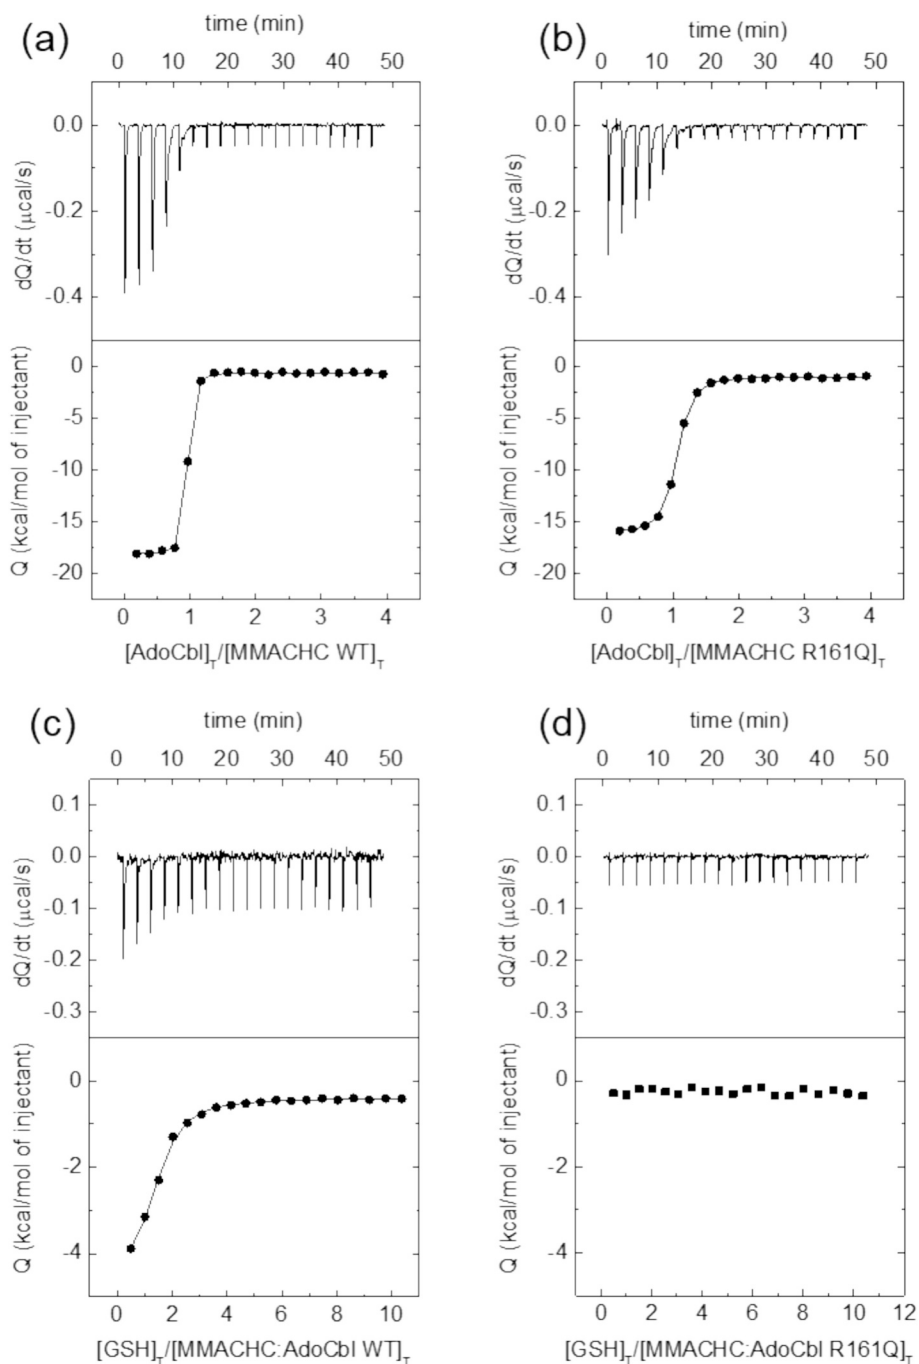 (a)
time (min)
0 10 20 30 40 50
dQ/dt (μcal/s)
0.0
-0.2
-0.4
Q (kcal/mol of injectant)
0
-5
-10
-15
-20
0 1 2 3 4
[AdoCbl]T/[MMACHC WT]T
(b)
time (min)
0 10 20 30 40 50
dQ/dt (μcal/s)
0.0
-0.2
-0.4
Q (kcal/mol of injectant)
0
-5
-10
-15
-20
0 1 2 3 4
[AdoCbl]T/[MMACHC R161Q]T
(c)
time (min)
0 10 20 30 40 50
dQ/dt (μcal/s)
0.1
0.0
-0.1
-0.2
-0.3
Q (kcal/mol of injectant)
0
-2
-4
0 2 4 6 8 10
[GSH]T/[MMACHC:AdoCbl WT]T
(d)
time (min)
0 10 20 30 40 50
dQ/dt (μcal/s)
0.1
0.0
-0.1
-0.2
-0.3
Q (kcal/mol of injectant)
0
-2
-4
0 2 4 6 8 10 12
[GSH]T/[MMACHC:AdoCbl R161Q]T